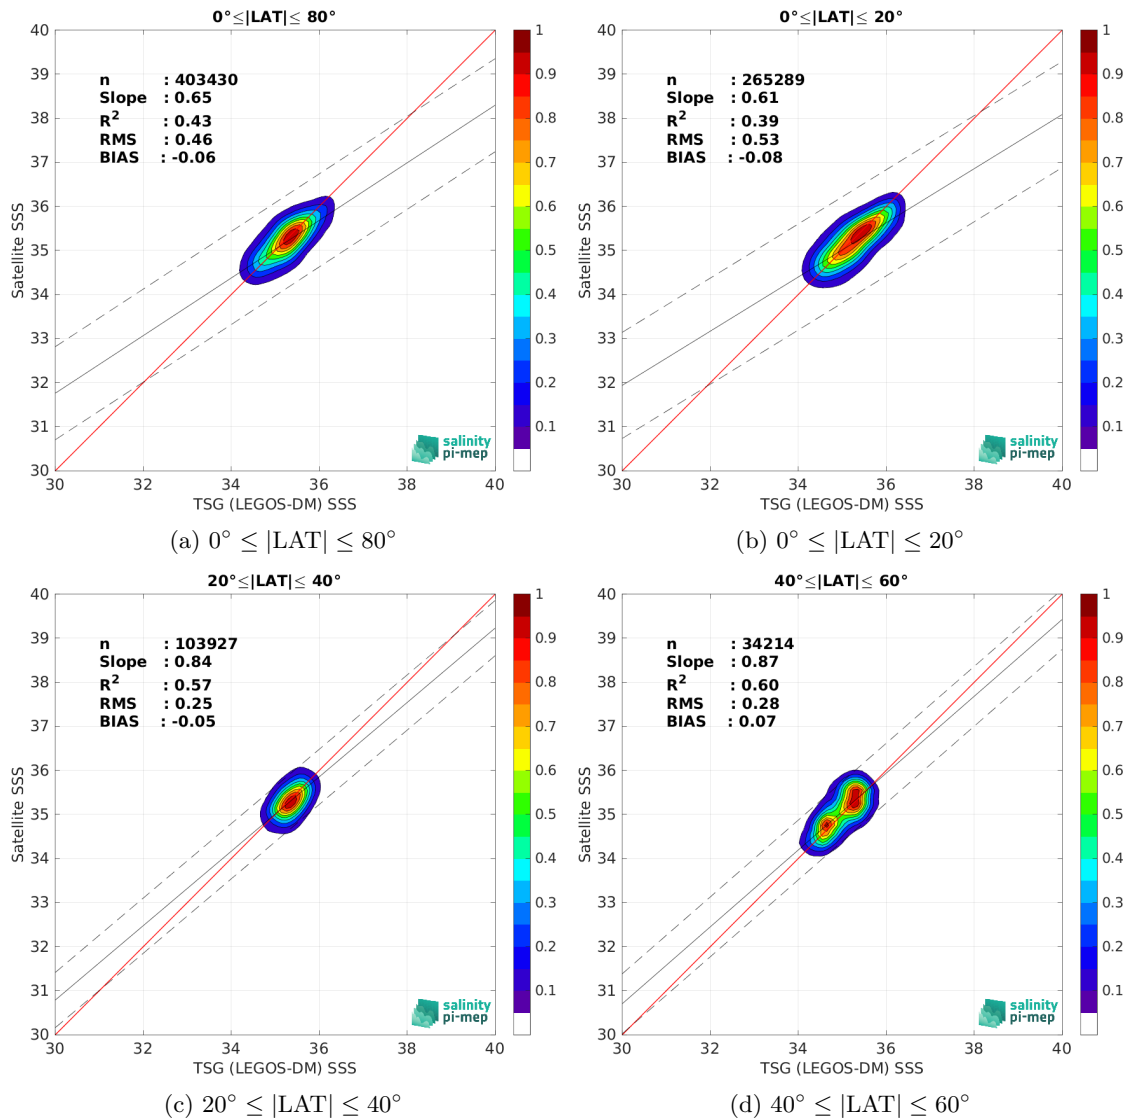 0°≤|LAT|≤ 80°
n : 403430
Slope : 0.65
R² : 0.43
RMS : 0.46
BIAS : -0.06
Satellite SSS
40
39
38
37
36
35
34
33
32
31
30
30 32 34 36 38 40
TSG (LEGOS-DM) SSS
1
0.9
0.8
0.7
0.6
0.5
0.4
0.3
0.2
0.1
salinity
pi-mep
(a) 0° ≤ |LAT| ≤ 80°
0°≤|LAT|≤ 20°
n : 265289
Slope : 0.61
R² : 0.39
RMS : 0.53
BIAS : -0.08
Satellite SSS
40
39
38
37
36
35
34
33
32
31
30
30 32 34 36 38 40
TSG (LEGOS-DM) SSS
1
0.9
0.8
0.7
0.6
0.5
0.4
0.3
0.2
0.1
salinity
pi-mep
(b) 0° ≤ |LAT| ≤ 20°
20°≤|LAT|≤ 40°
n : 103927
Slope : 0.84
R² : 0.57
RMS : 0.25
BIAS : -0.05
Satellite SSS
40
39
38
37
36
35
34
33
32
31
30
30 32 34 36 38 40
TSG (LEGOS-DM) SSS
1
0.9
0.8
0.7
0.6
0.5
0.4
0.3
0.2
0.1
salinity
pi-mep
(c) 20° ≤ |LAT| ≤ 40°
40°≤|LAT|≤ 60°
n : 34214
Slope : 0.87
R² : 0.60
RMS : 0.28
BIAS : 0.07
Satellite SSS
40
39
38
37
36
35
34
33
32
31
30
30 32 34 36 38 40
TSG (LEGOS-DM) SSS
1
0.9
0.8
0.7
0.6
0.5
0.4
0.3
0.2
0.1
salinity
pi-mep
(d) 40° ≤ |LAT| ≤ 60°